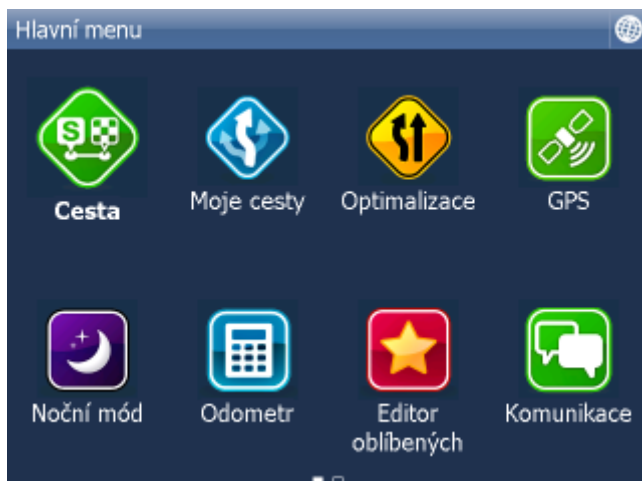 Hlavní menu
S
Cesta
Moje cesty
Optimalizace
GPS
Noční mód
Odometr
Editor
oblíbených
Komunikace